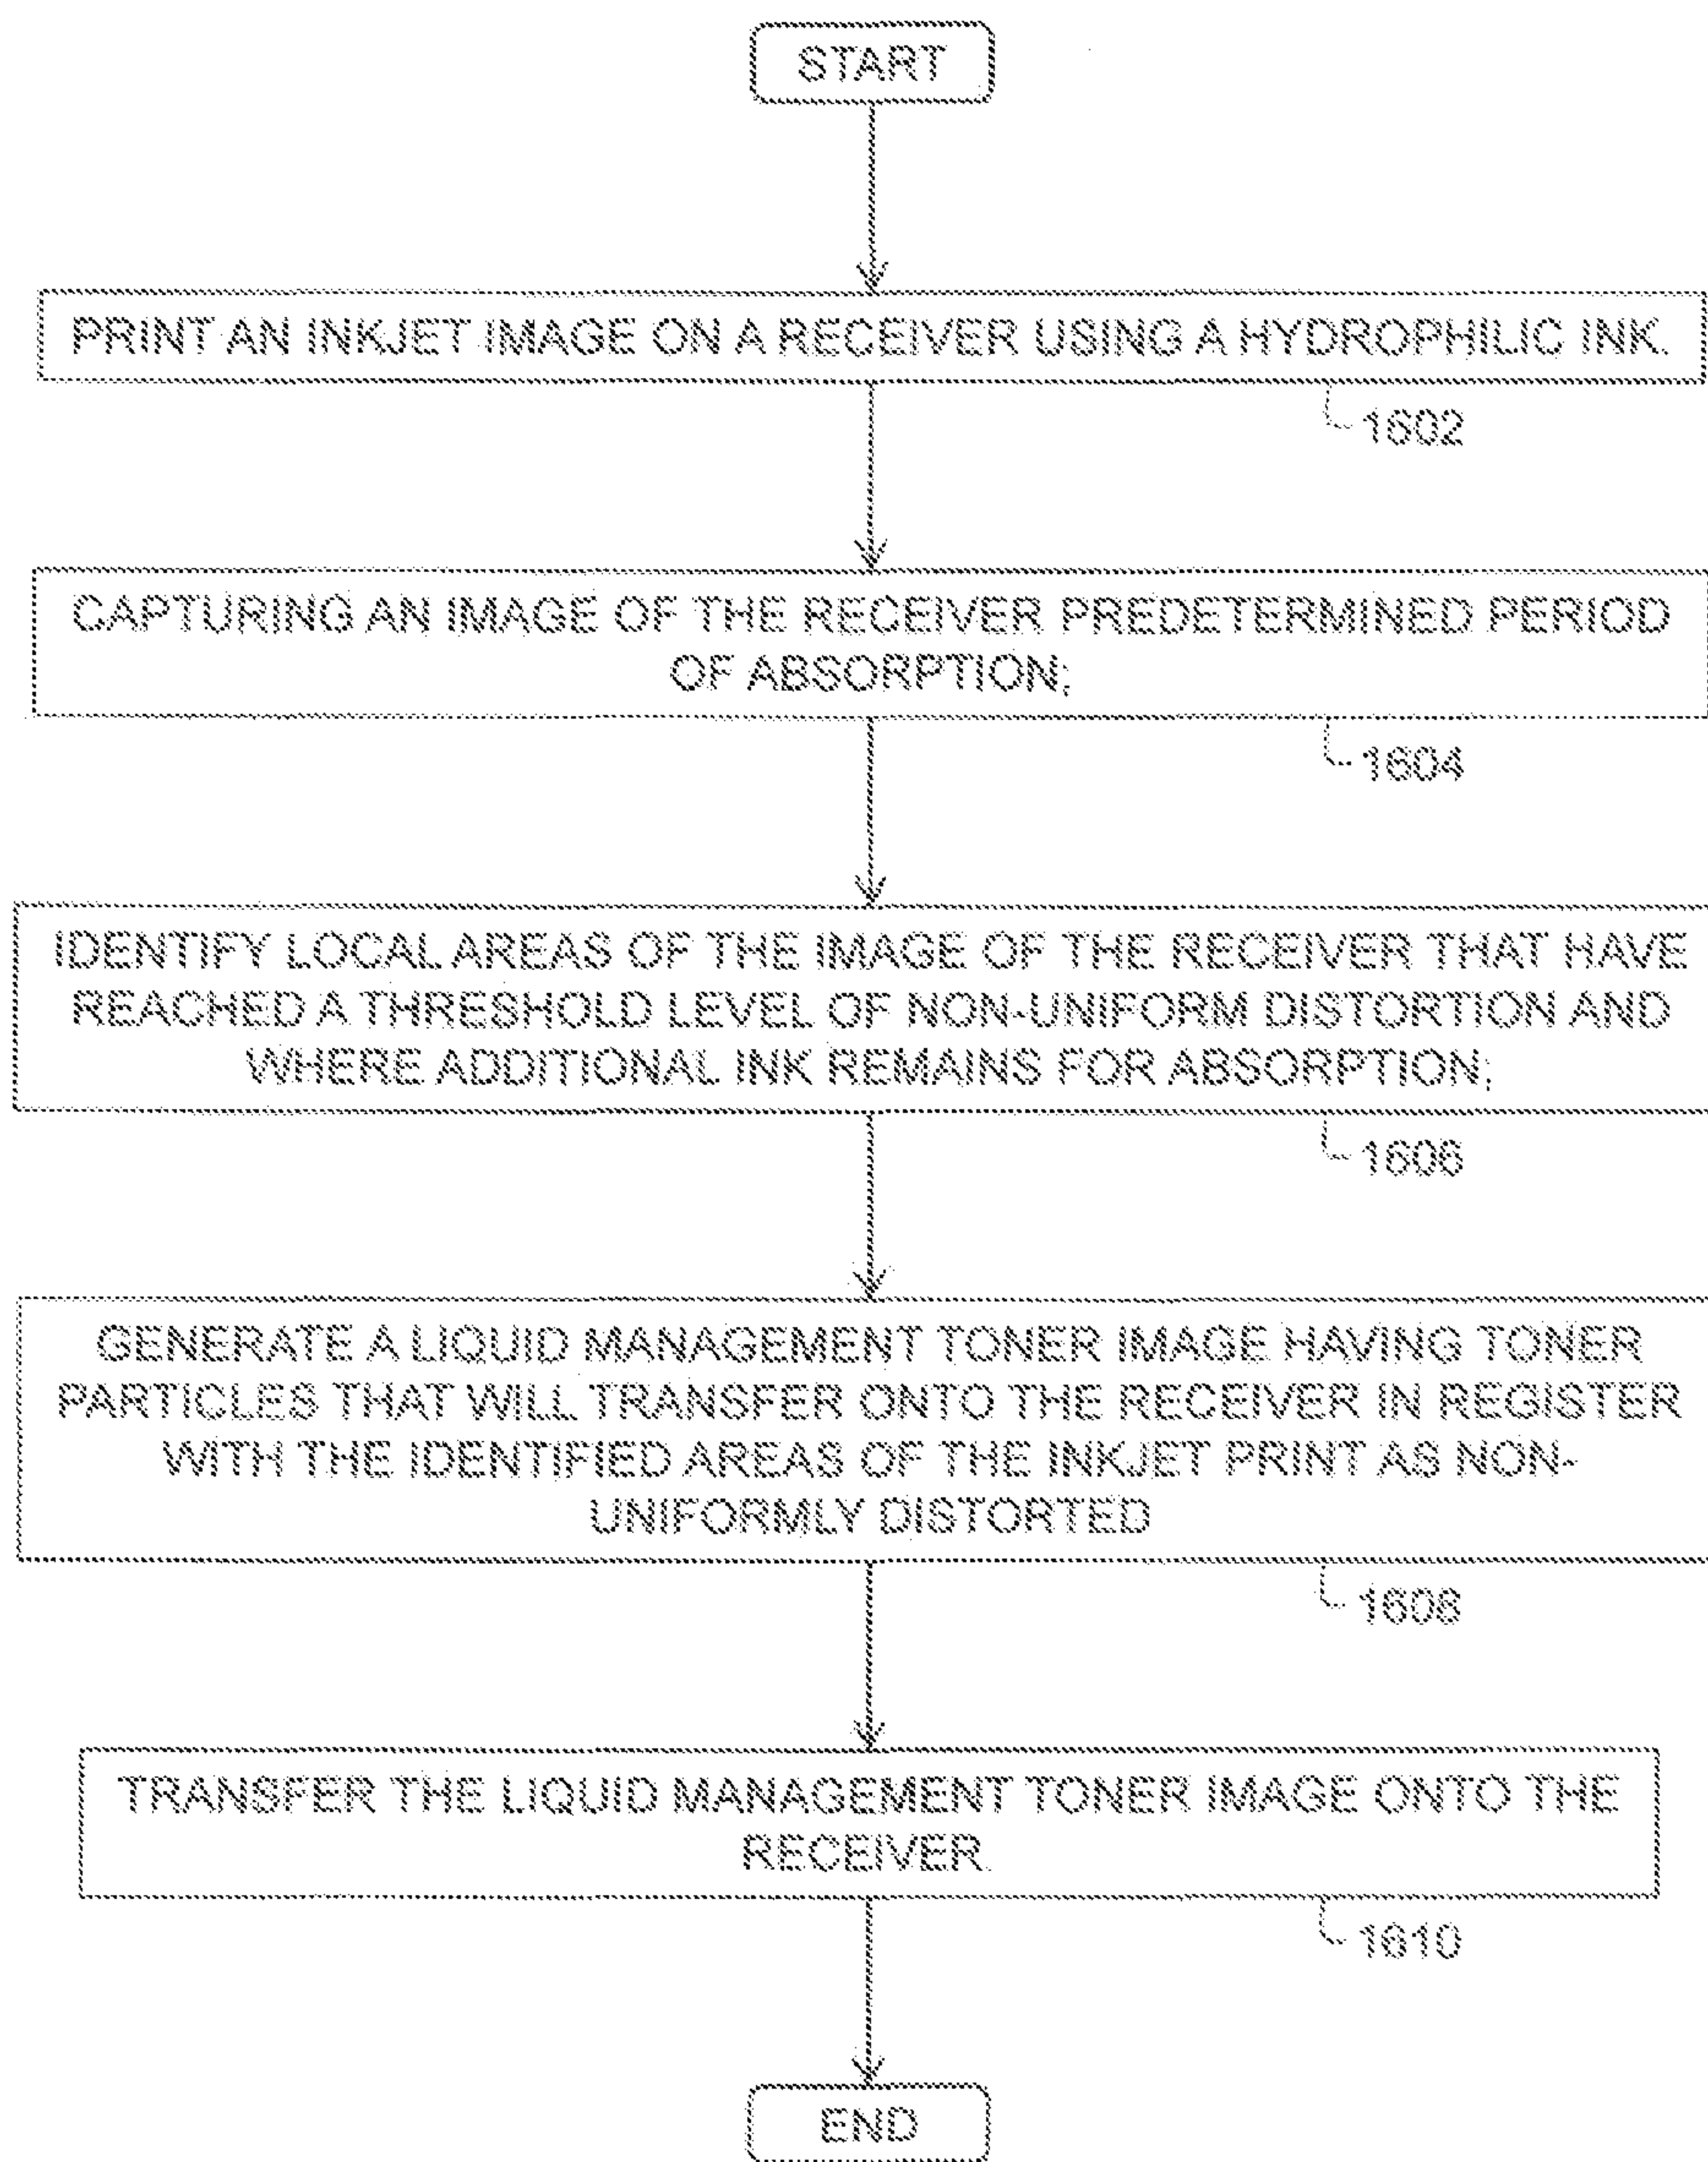 START
PRINT AN INKJET IMAGE ON A RECEIVER USING A HYDROPHILIC INK.
1602
CAPTURING AN IMAGE OF THE RECEIVER PREDETERMINED PERIOD
OF ABSORPTION;
1604
IDENTIFY LOCAL AREAS OF THE IMAGE OF THE RECEIVER THAT HAVE
REACHED A THRESHOLD LEVEL OF NON-UNIFORM DISTORTION AND
WHERE ADDITIONAL INK REMAINS FOR ABSORPTION;
1606
GENERATE A LIQUID MANAGEMENT TONER IMAGE HAVING TONER
PARTICLES THAT WILL TRANSFER ONTO THE RECEIVER IN REGISTER
WITH THE IDENTIFIED AREAS OF THE INKJET PRINT AS NON-
UNIFORMLY DISTORTED
1608
TRANSFER THE LIQUID MANAGEMENT TONER IMAGE ONTO THE
RECEIVER.
1610
END